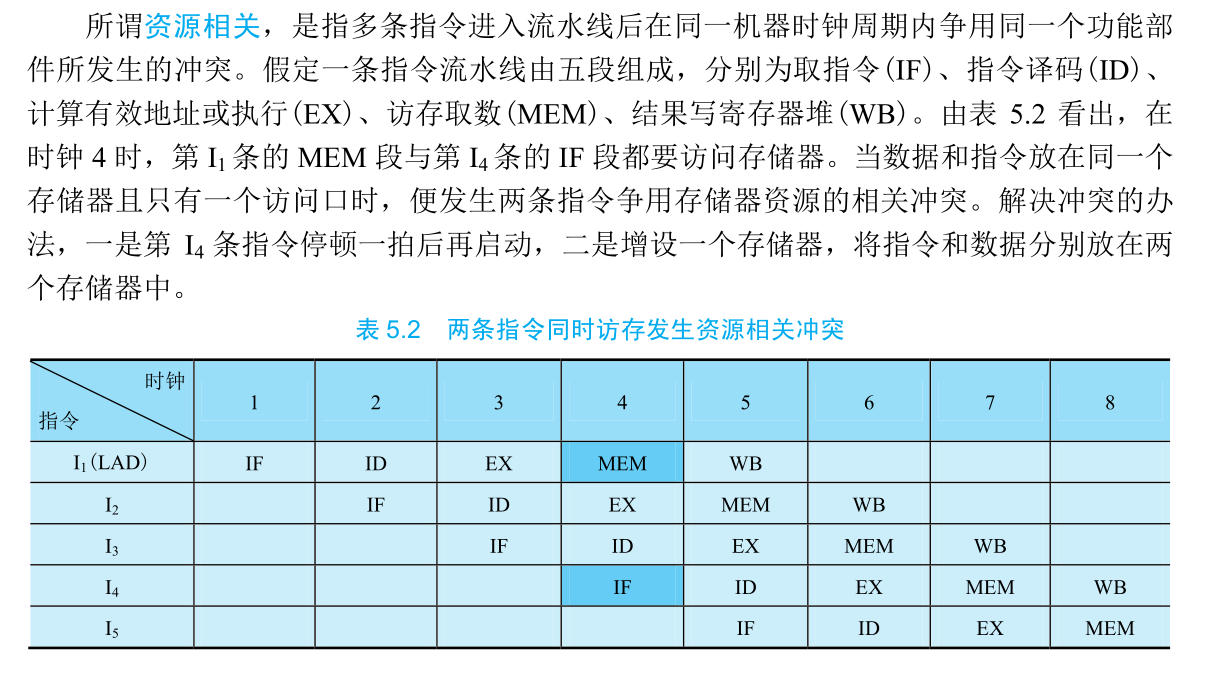 所谓资源相关，是指多条指令进入流水线后在同一机器时钟周期内争用同一个功能部
件所发生的冲突。假定一条指令流水线由五段组成，分别为取指令(IF)、指令译码(ID)、
计算有效地址或执行(EX)、访存取数(MEM)、结果写寄存器堆(WB)。由表 5.2 看出，在
时钟 4 时，第 I₁条的 MEM 段与第 I₄条的 IF 段都要访问存储器。当数据和指令放在同一个
存储器且只有一个访问口时，便发生两条指令争用存储器资源的相关冲突。解决冲突的办
法，一是第 I₄ 条指令停顿一拍后再启动，二是增设一个存储器，将指令和数据分别放在两
个存储器中。
表 5.2 两条指令同时访存发生资源相关冲突
时钟
指令 1 2 3 4 5 6 7 8
I₁(LAD) IF ID EX MEM WB
I₂ IF ID EX MEM WB
I₃ IF ID EX MEM WB
I₄ IF ID EX MEM WB
I₅ IF ID EX MEM